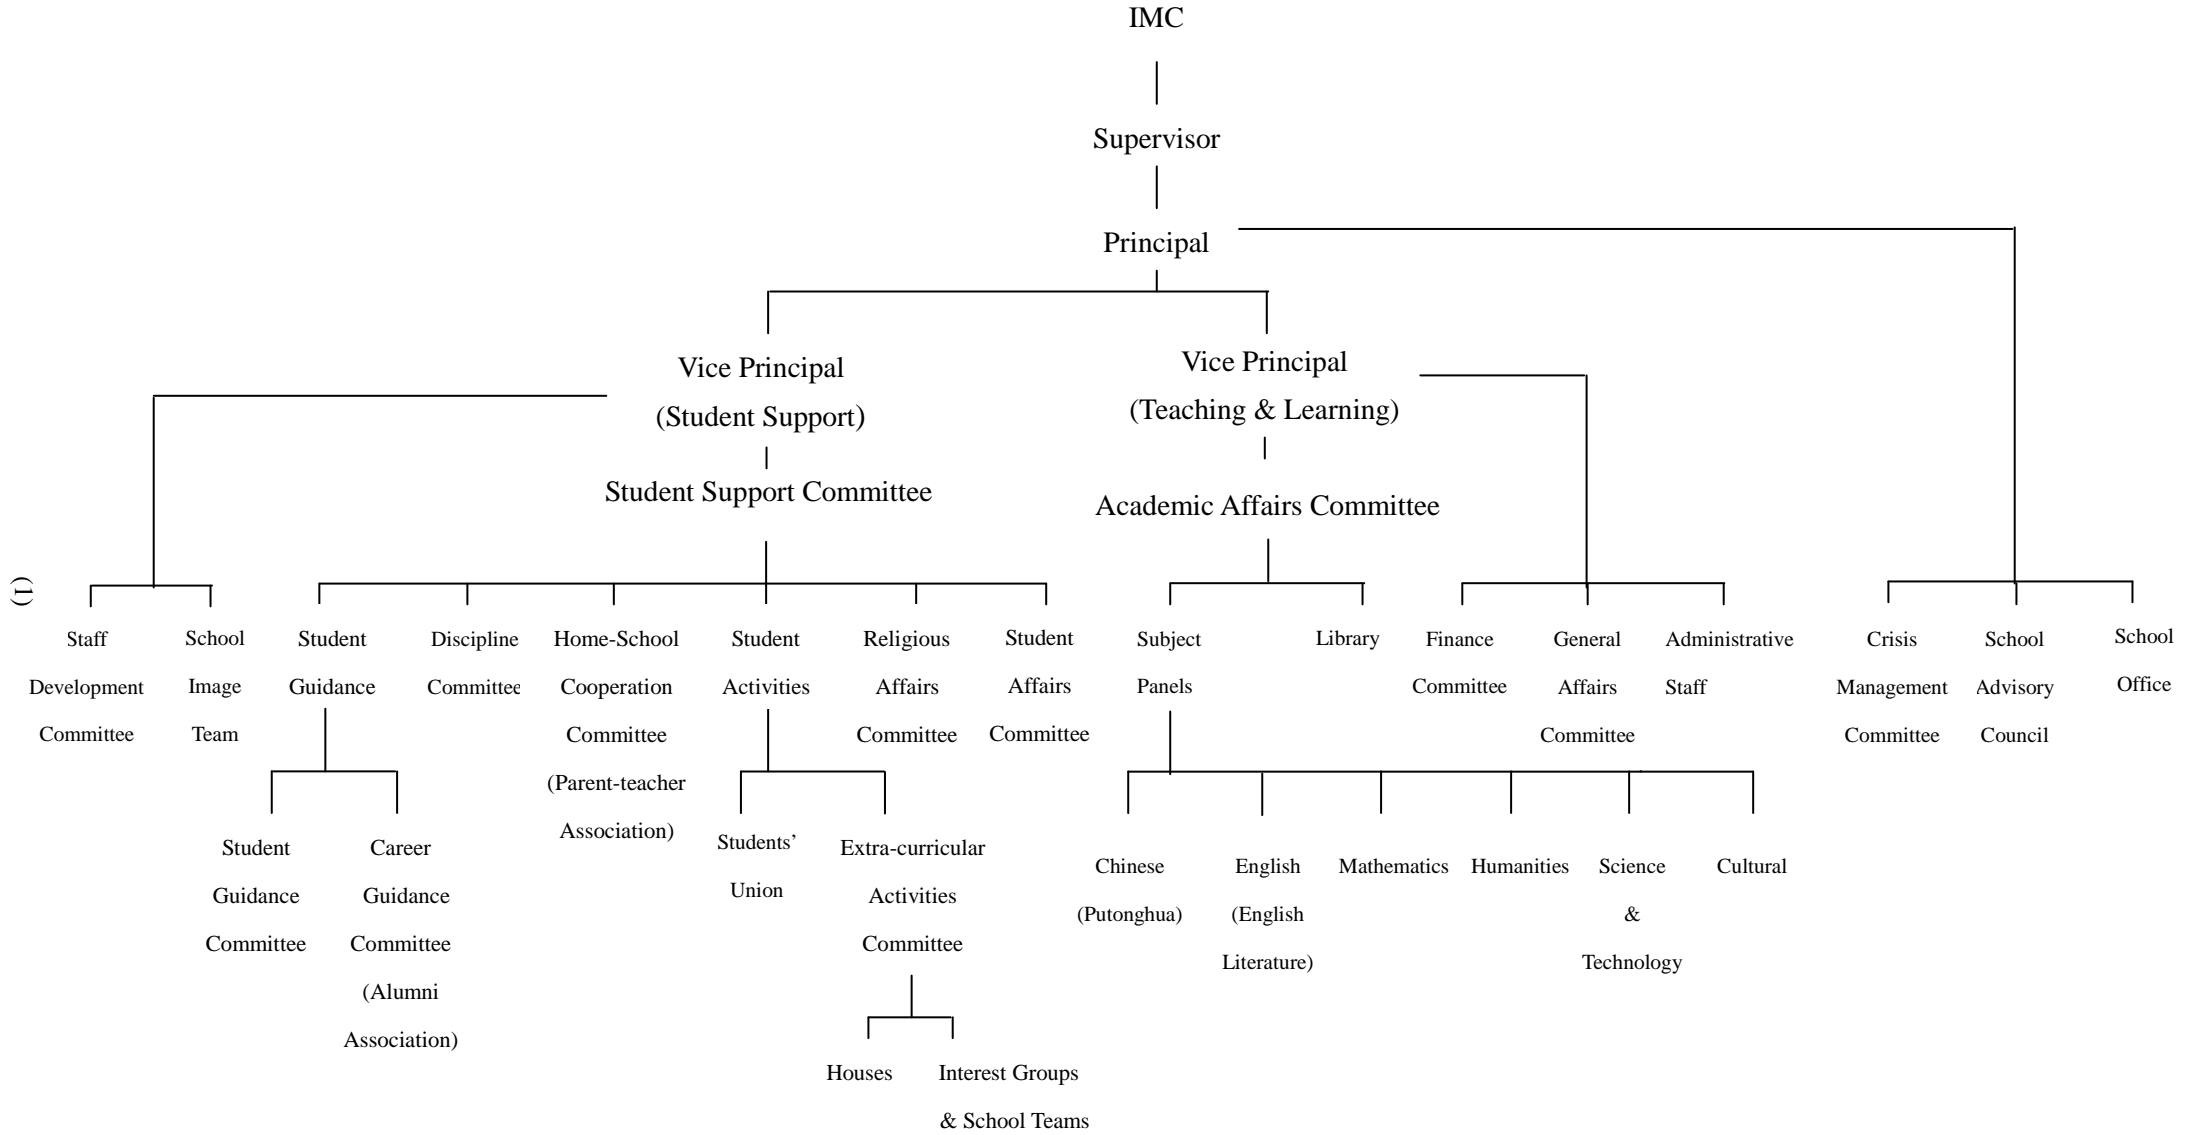 IMC
Supervisor
Principal
Vice Principal
(Student Support)
Vice Principal
(Teaching & Learning)
Student Support Committee
Academic Affairs Committee
(1)
Staff
Development
Committee
School
Image
Team
Student
Guidance
Discipline
Committee
Home-School
Cooperation
Committee
(Parent-teacher
Association)
Student
Activities
Religious
Affairs
Committee
Student
Affairs
Committee
Subject
Panels
Library
Finance
Committee
General
Affairs
Committee
Administrative
Staff
Crisis
Management
Committee
School
Advisory
Council
School
Office
Student
Guidance
Committee
Career
Guidance
Committee
(Alumni
Association)
Students’
Union
Extra-curricular
Activities
Committee
Chinese
(Putonghua)
English
(English
Literature)
Mathematics
Humanities
Science
&
Technology
Cultural
Houses
Interest Groups
& School Teams